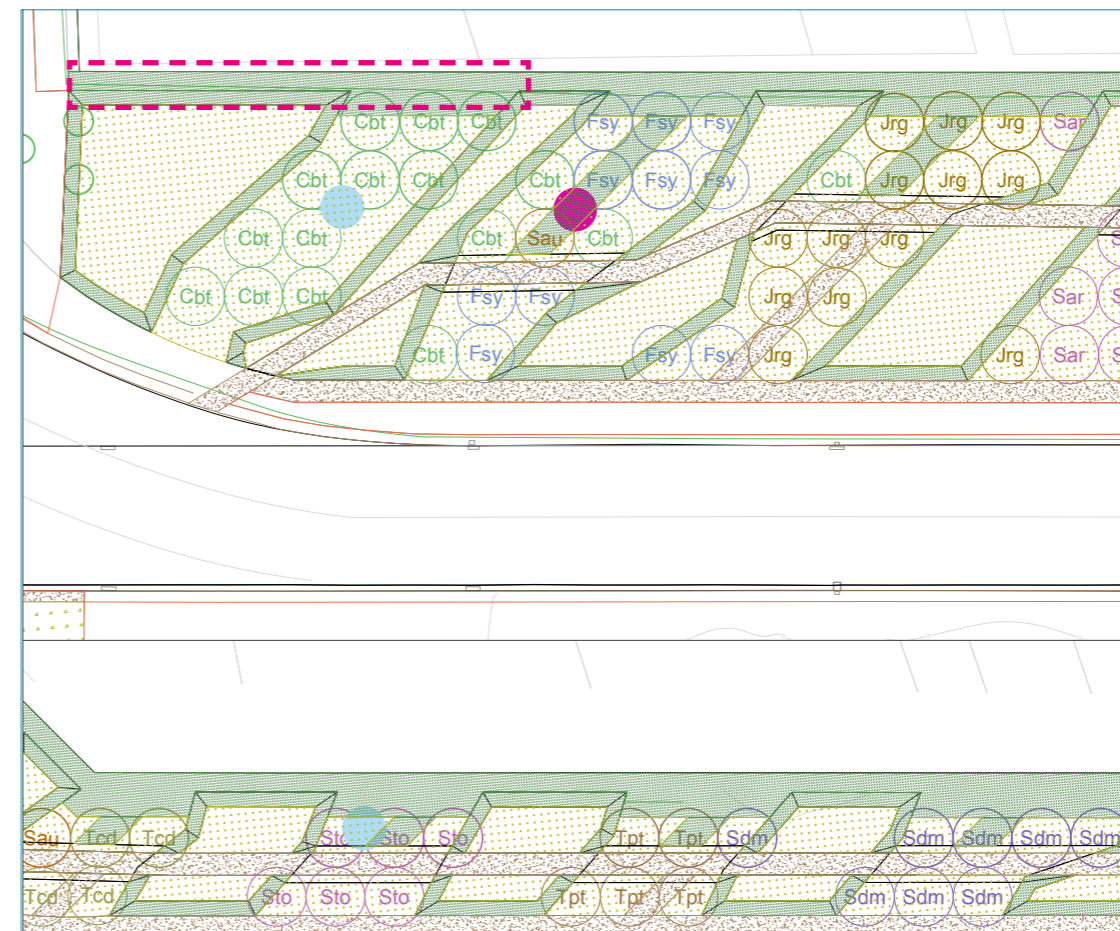 Cbt Cbt Cbt Fsy Fsy Fsy Jrg Jrg Jrg Sar
Cbt Cbt Cbt Cbt Fsy Fsy Fsy Cbt Jrg Jrg Jrg
Cbt Cbt Cbt Sau Cbt Jrg Jrg Jrg S
Cbt Cbt Cbt Fsy Fsy Jrg Jrg Sar S
Cbt Fsy Fsy Fsy Jrg Jrg Sar S
Sau Tcd Tcd Sto Sto Sto Tpt Tpt Sdm Sdm Sdm Sdm Sdm
Tcd Tcd Sto Sto Sto Tpt Tpt Tpt Sdm Sdm Sdm